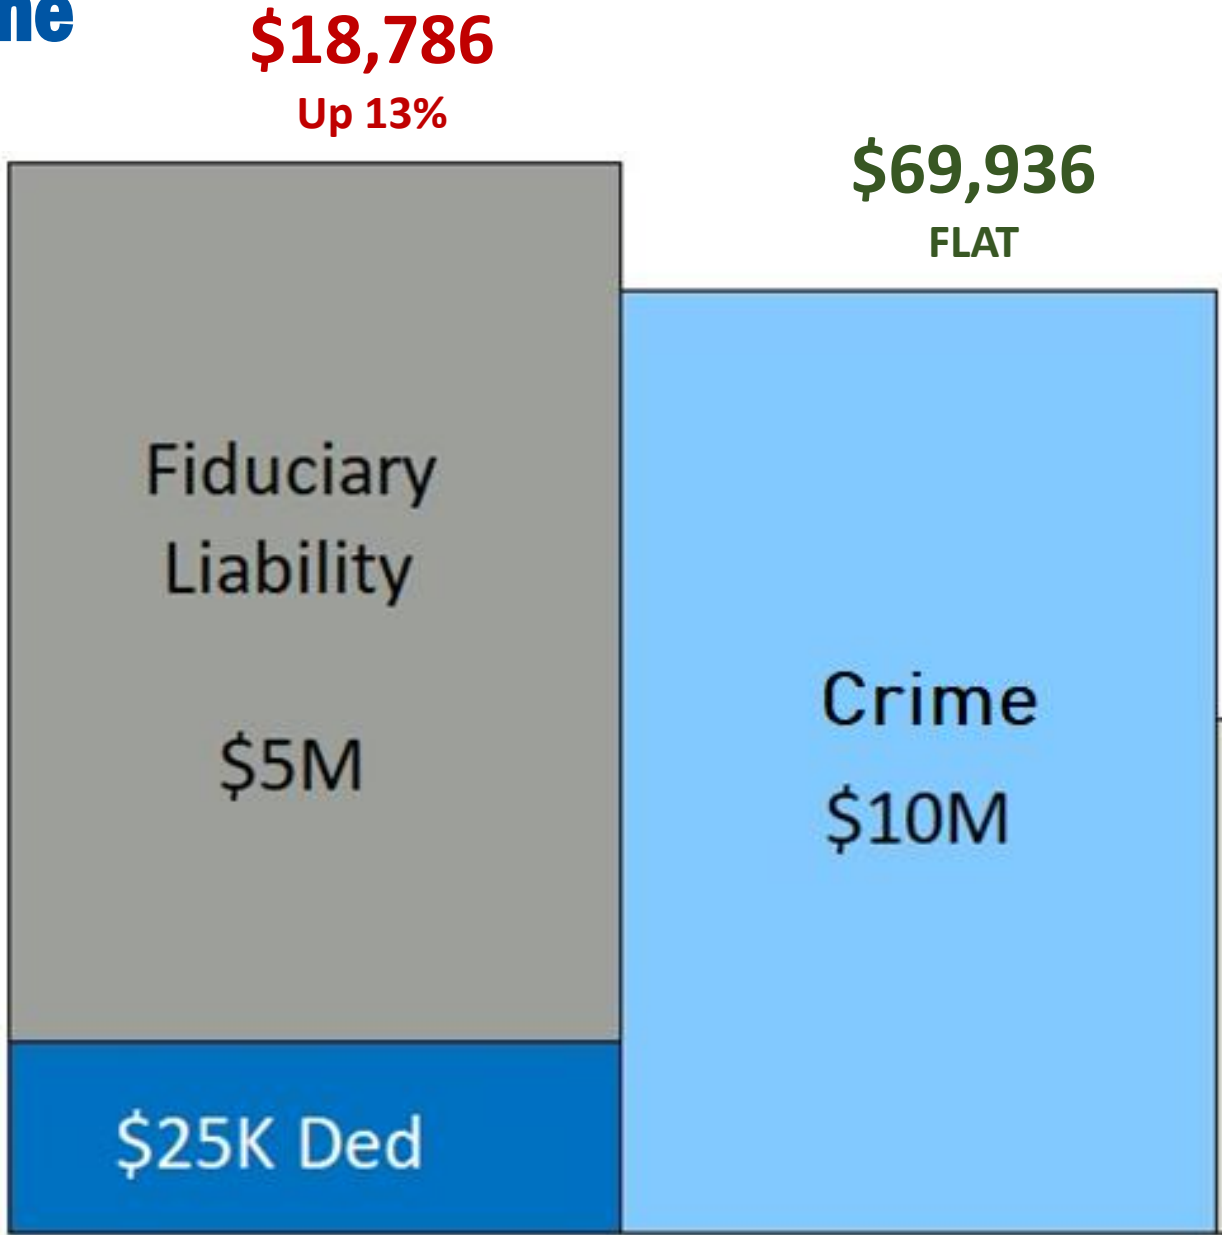 $18,786
Up 13%
$69,936
FLAT
Fiduciary
Liability
$5M
Crime
$10M
$25K Ded